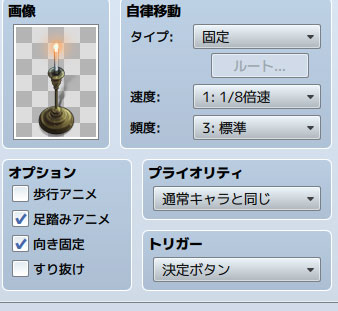 画像
自律移動
タイプ: 固定
ルート...
速度: 1: 1/8倍速
頻度: 3: 標準
オプション
歩行アニメ
足踏みアニメ
向き固定
すり抜け
プライオリティ
通常キャラと同じ
トリガー
決定ボタン